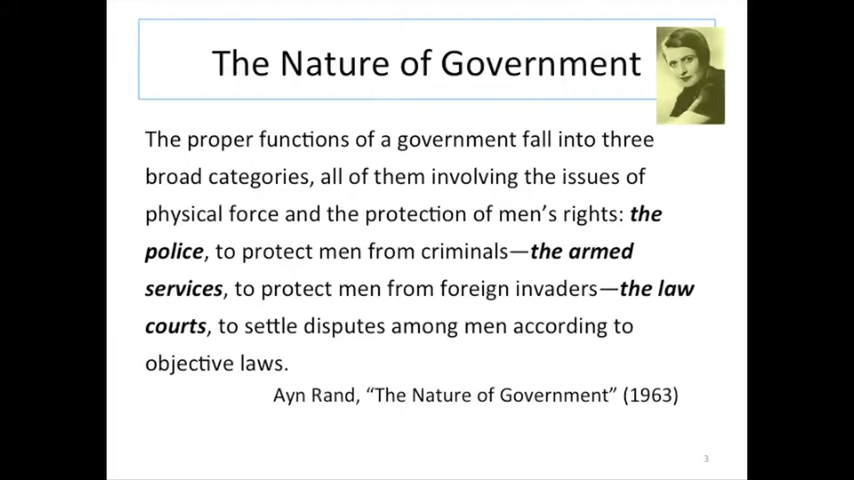 The Nature of Government
The proper functions of a government fall into three
broad categories, all of them involving the issues of
physical force and the protection of men’s rights: the
police, to protect men from criminals—the armed
services, to protect men from foreign invaders—the law
courts, to settle disputes among men according to
objective laws.
Ayn Rand, “The Nature of Government” (1963)
3